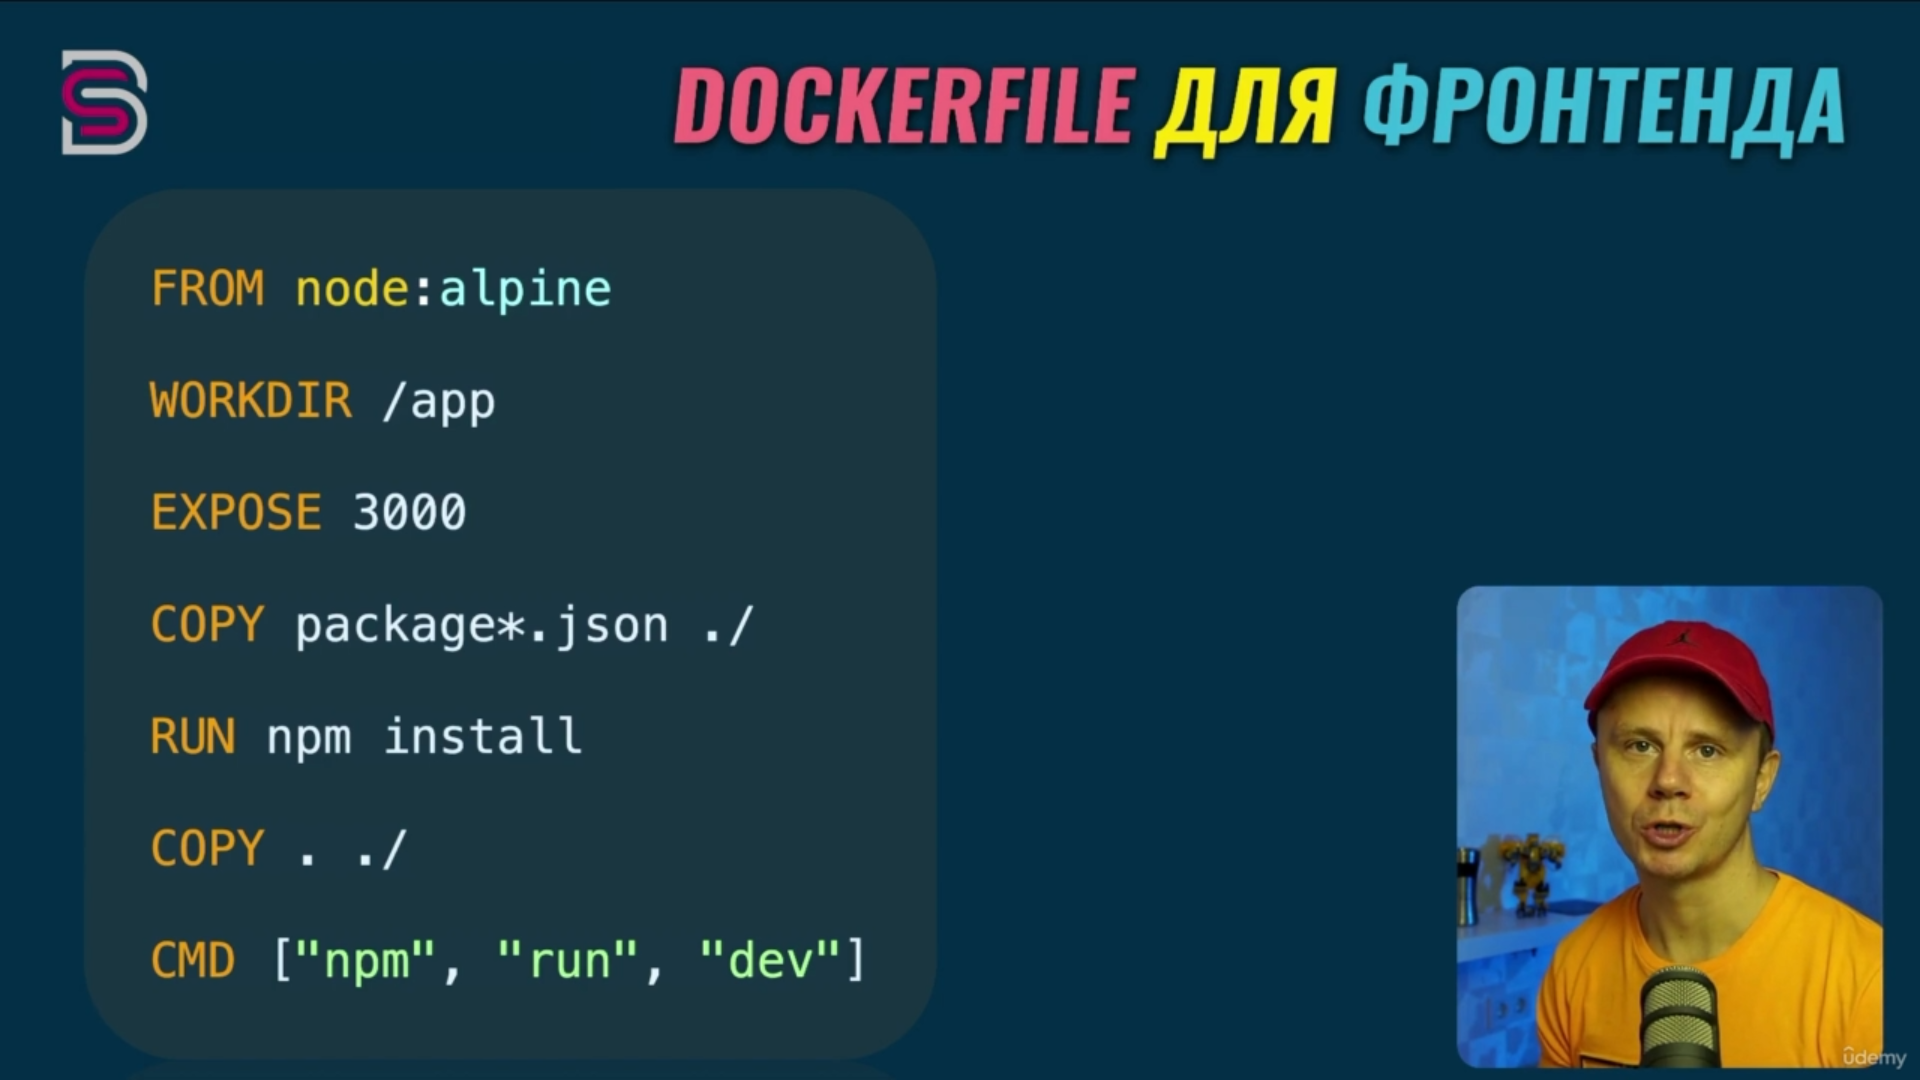 DOCKERFILE ДЛЯ ФРОНТЕНДА
FROM node:alpine
WORKDIR /app
EXPOSE 3000
COPY package*.json ./
RUN npm install
COPY . ./
CMD ["npm", "run", "dev"]
ûdemy